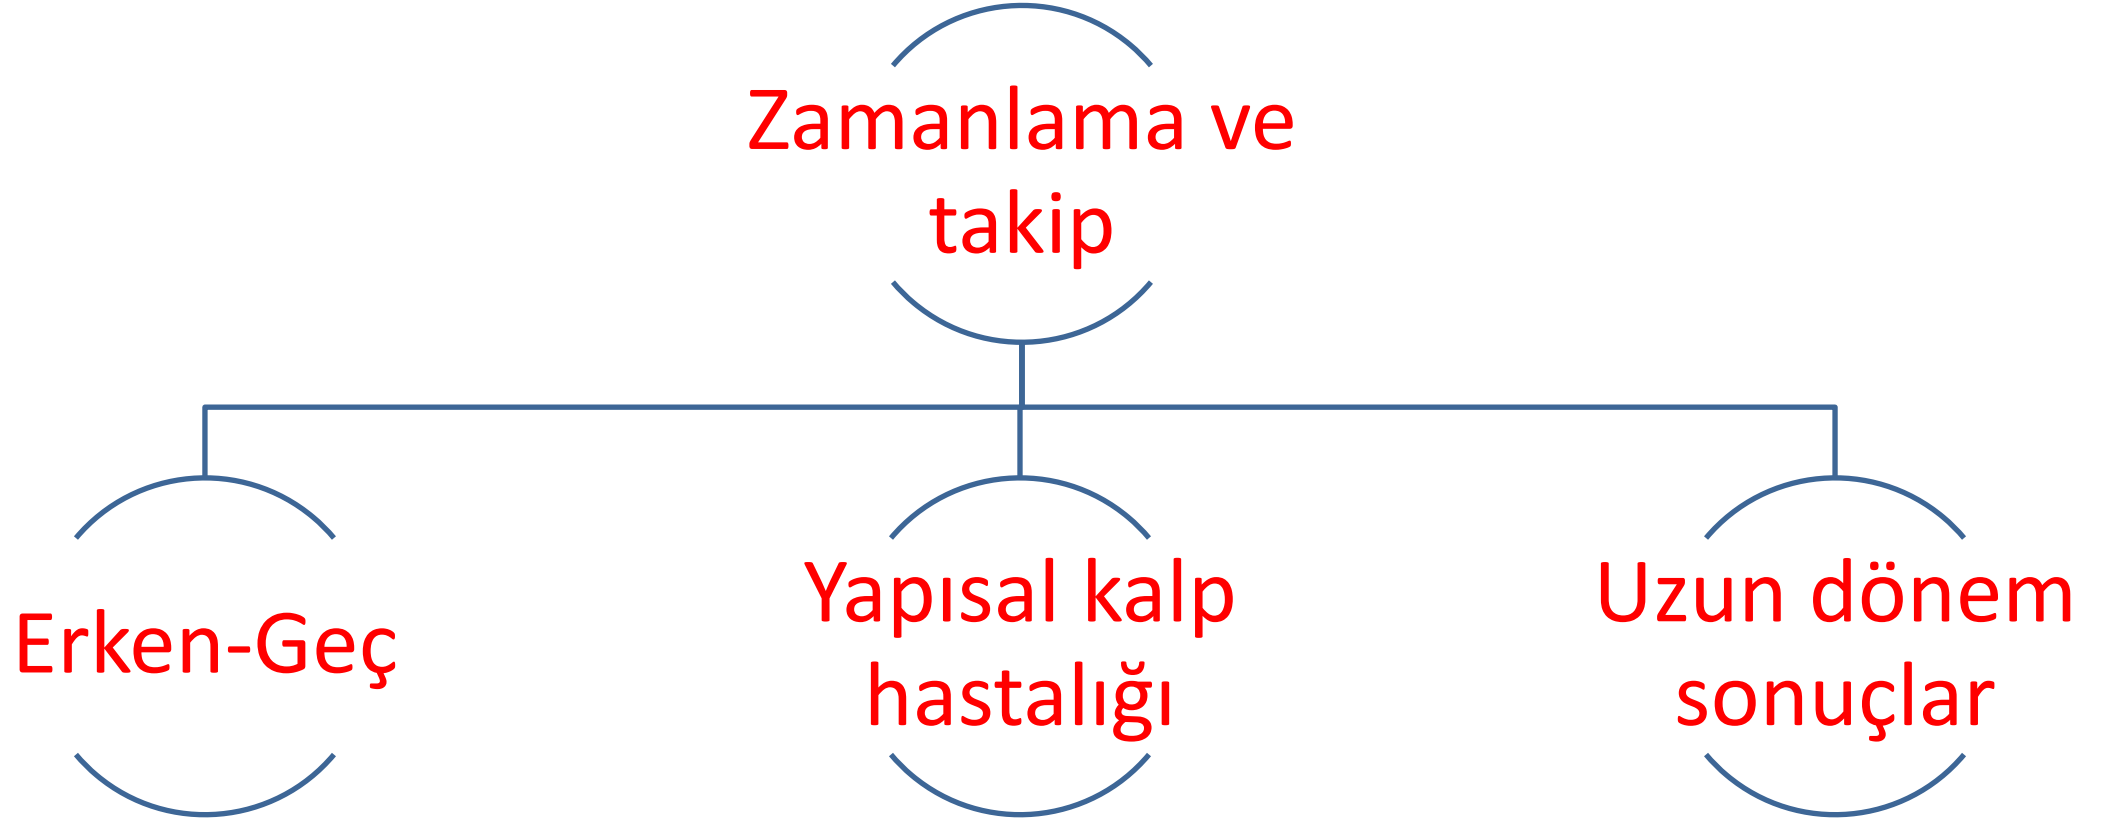 Zamanlama ve
takip
Erken-Geç
Yapısal kalp
hastalığı
Uzun dönem
sonuçlar